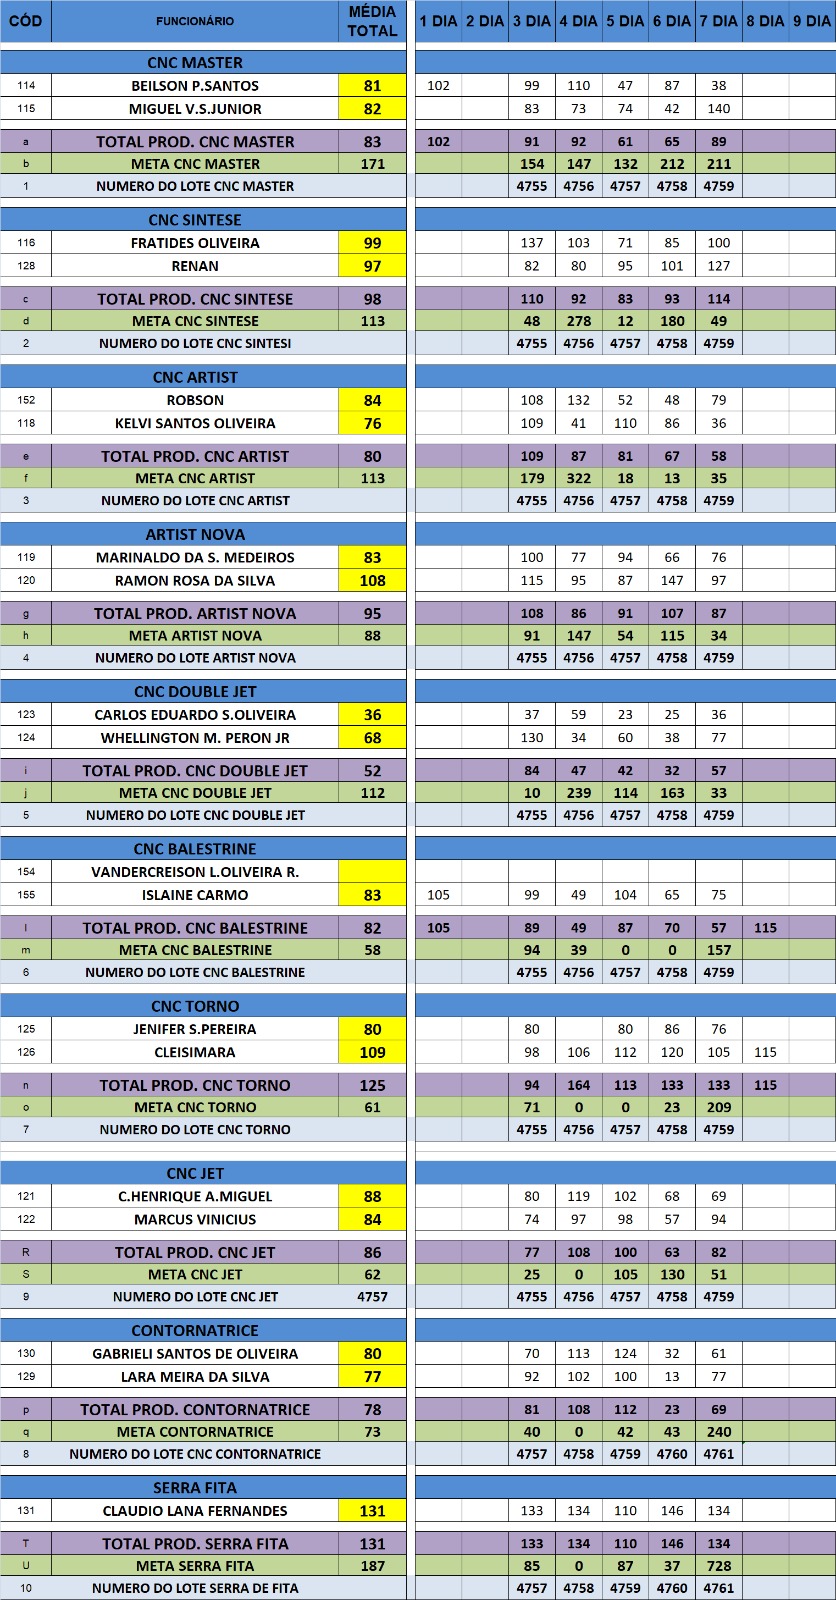 CÓD FUNCIONÁRIO MÉDIA TOTAL 1 DIA 2 DIA 3 DIA 4 DIA 5 DIA 6 DIA 7 DIA 8 DIA 9 DIA
CNC MASTER
114 BEILSON P.SANTOS 81 102 99 110 47 87 38
115 MIGUEL V.S.JUNIOR 82 83 73 74 42 140
a TOTAL PROD. CNC MASTER 83 102 91 92 61 65 89
b META CNC MASTER 171 154 147 132 212 211
1 NUMERO DO LOTE CNC MASTER 4755 4756 4757 4758 4759
CNC SINTESE
116 FRATIDES OLIVEIRA 99 137 103 71 85 100
128 RENAN 97 82 80 95 101 127
c TOTAL PROD. CNC SINTESE 98 110 92 83 93 114
d META CNC SINTESE 113 48 278 12 180 49
2 NUMERO DO LOTE CNC SINTESI 4755 4756 4757 4758 4759
CNC ARTIST
152 ROBSON 84 108 132 52 48 79
118 KELVI SANTOS OLIVEIRA 76 109 41 110 86 36
e TOTAL PROD. CNC ARTIST 80 109 87 81 67 58
f META CNC ARTIST 113 179 322 18 13 35
3 NUMERO DO LOTE CNC ARTIST 4755 4756 4757 4758 4759
ARTIST NOVA
119 MARINALDO DA S. MEDEIROS 83 100 77 94 66 76
120 RAMON ROSA DA SILVA 108 115 95 87 147 97
g TOTAL PROD. ARTIST NOVA 95 108 86 91 107 87
h META ARTIST NOVA 88 91 147 54 115 34
4 NUMERO DO LOTE ARTIST NOVA 4755 4756 4757 4758 4759
CNC DOUBLE JET
123 CARLOS EDUARDO S.OLIVEIRA 36 37 59 23 25 36
124 WHELLINGTON M. PERON JR 68 130 34 60 38 77
i TOTAL PROD. CNC DOUBLE JET 52 84 47 42 32 57
j META CNC DOUBLE JET 112 10 239 114 163 33
5 NUMERO DO LOTE CNC DOUBLE JET 4755 4756 4757 4758 4759
CNC BALESTRINE
154 VANDERCREISON L.OLIVEIRA R.
155 ISLAINE CARMO 83 105 99 49 104 65 75
l TOTAL PROD. CNC BALESTRINE 82 105 89 49 87 70 57 115
m META CNC BALESTRINE 58 94 39 0 0 157
6 NUMERO DO LOTE CNC BALESTRINE 4755 4756 4757 4758 4759
CNC TORNO
125 JENIFER S.PEREIRA 80 80 80 86 76
126 CLEISIMARA 109 98 106 112 120 105 115
n TOTAL PROD. CNC TORNO 125 94 164 113 133 133 115
o META CNC TORNO 61 71 0 0 23 209
7 NUMERO DO LOTE CNC TORNO 4755 4756 4757 4758 4759
CNC JET
121 C.HENRIQUE A.MIGUEL 88 80 119 102 68 69
122 MARCUS VINICIUS 84 74 97 98 57 94
R TOTAL PROD. CNC JET 86 77 108 100 63 82
S META CNC JET 62 25 0 105 130 51
9 NUMERO DO LOTE CNC JET 4757 4755 4756 4757 4758 4759
CONTORNATRICE
130 GABRIELI SANTOS DE OLIVEIRA 80 70 113 124 32 61
129 LARA MEIRA DA SILVA 77 92 102 100 13 77
p TOTAL PROD. CONTORNATRICE 78 81 108 112 23 69
q META CONTORNATRICE 73 40 0 42 43 240
8 NUMERO DO LOTE CNC CONTORNATRICE 4757 4758 4759 4760 4761
SERRA FITA
131 CLAUDIO LANA FERNANDES 131 133 134 110 146 134
T TOTAL PROD. SERRA FITA 131 133 134 110 146 134
U META SERRA FITA 187 85 0 87 37 728
10 NUMERO DO LOTE SERRA DE FITA 4757 4758 4759 4760 4761